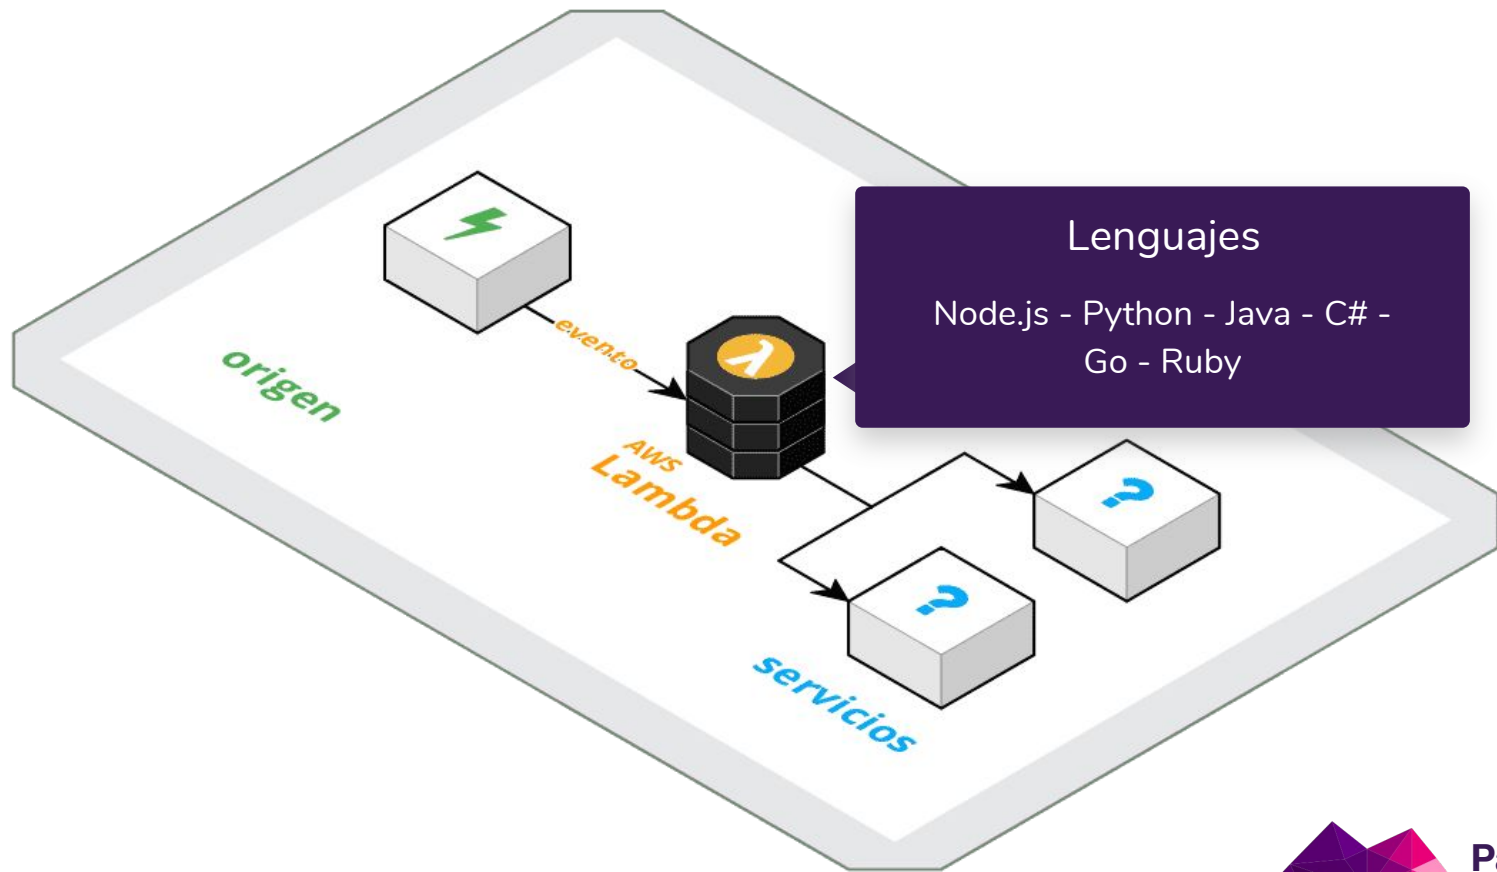 Lenguajes
Node.js - Python - Java - C# -
Go - Ruby
evento
origen
AWS
Lambda
?
?
servicios